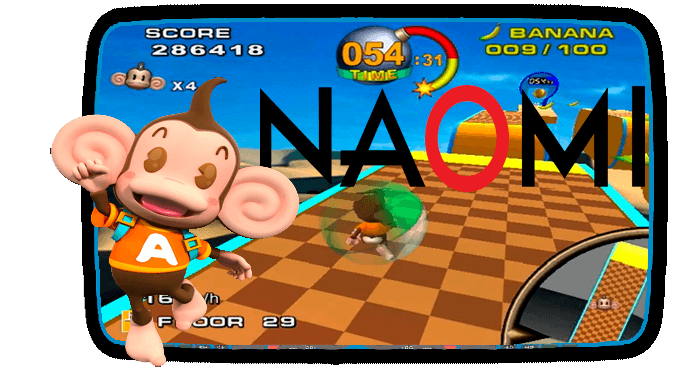 SCORE
286418
X4
054:31
TIME
BANANA
009/100
NAOMI
A
FLOOR 29